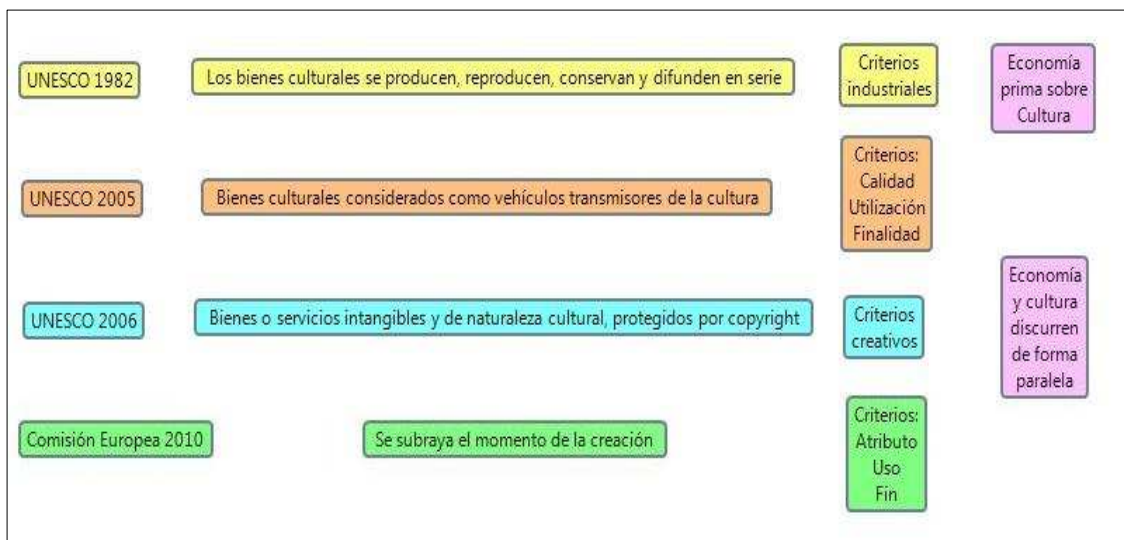 UNESCO 1982
Los bienes culturales se producen, reproducen, conservan y difunden en serie
Criterios
industriales
Economía
prima sobre
Cultura
UNESCO 2005
Bienes culturales considerados como vehículos transmisores de la cultura
Criterios:
Calidad
Utilización
Finalidad
UNESCO 2006
Bienes o servicios intangibles y de naturaleza cultural, protegidos por copyright
Criterios
creativos
Economía
y cultura
discurren
de forma
paralela
Comisión Europea 2010
Se subraya el momento de la creación
Criterios:
Atributo
Uso
Fin